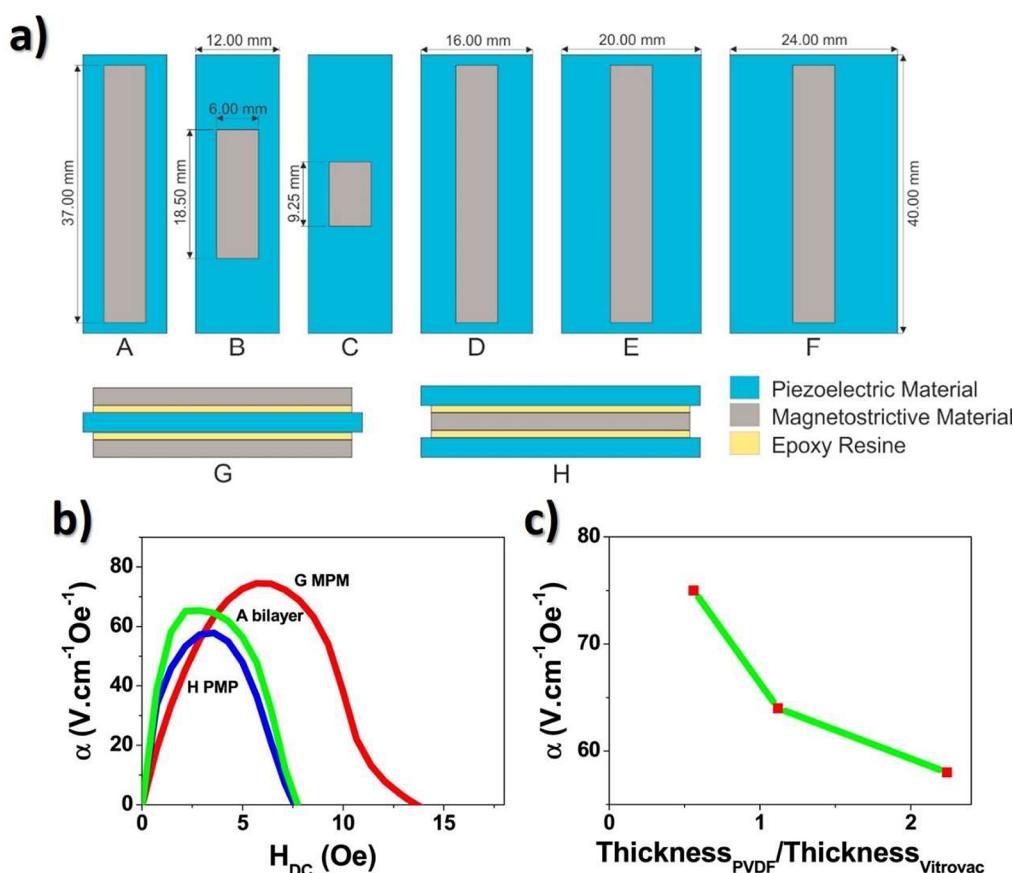 a)
12.00 mm
16.00 mm
20.00 mm
24.00 mm
6.00 mm
37.00 mm
18.50 mm
9.25 mm
40.00 mm
A
B
C
D
E
F
G
H
Piezoelectric Material
Magnetostrictive Material
Epoxy Resine
b)
80
60
40
20
0
0
5
10
15
α (V.cm⁻¹Oe⁻¹)
H_DC (Oe)
G MPM
A bilayer
H PMP
c)
80
70
60
0
1
2
α (V.cm⁻¹Oe⁻¹)
Thickness_PVDF/Thickness_Vitrovac